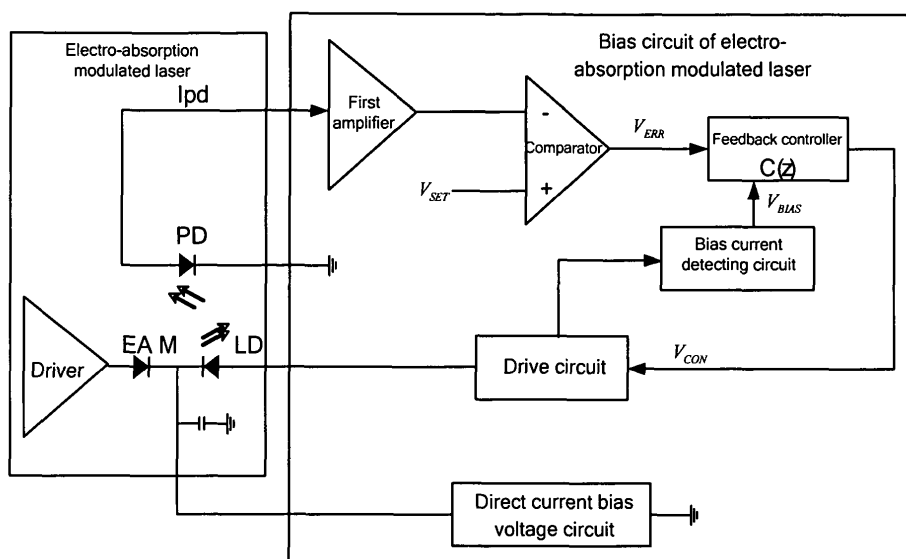 Electro-absorption
modulated laser
Ipd
First
amplifier
Bias circuit of electro-
absorption modulated laser
-
Comparator
+
V_SET
V_ERR
Feedback controller
C(z)
V_BIAS
Bias current
detecting circuit
PD
Driver
EA M
LD
Drive circuit
V_CON
Direct current bias
voltage circuit